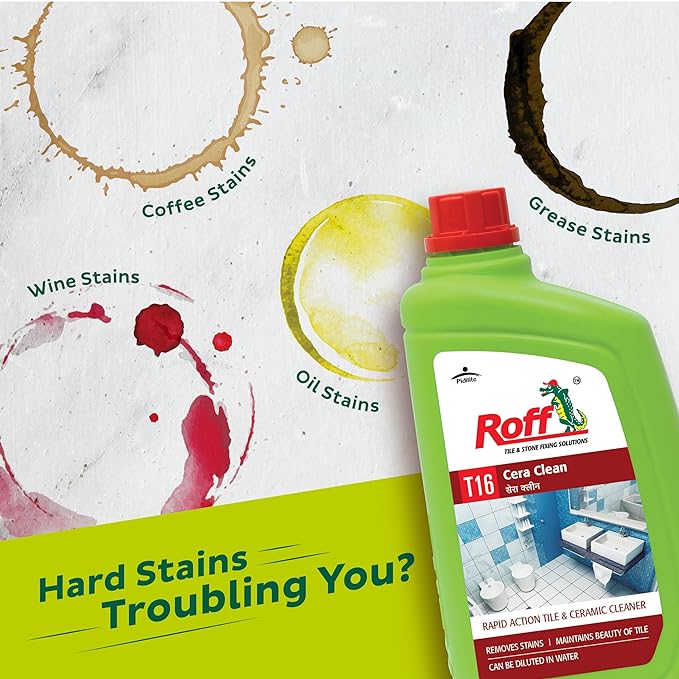 Coffee Stains
Grease Stains
Wine Stains
Oil Stains
Pidilite
Roff
TM
TILE & STONE FIXING SOLUTIONS
T16
Cera Clean
सेरा क्लीन
RAPID ACTION TILE & CERAMIC CLEANER
REMOVES STAINS | MAINTAINS BEAUTY OF TILE
CAN BE DILUTED IN WATER
Hard Stains
Troubling You?